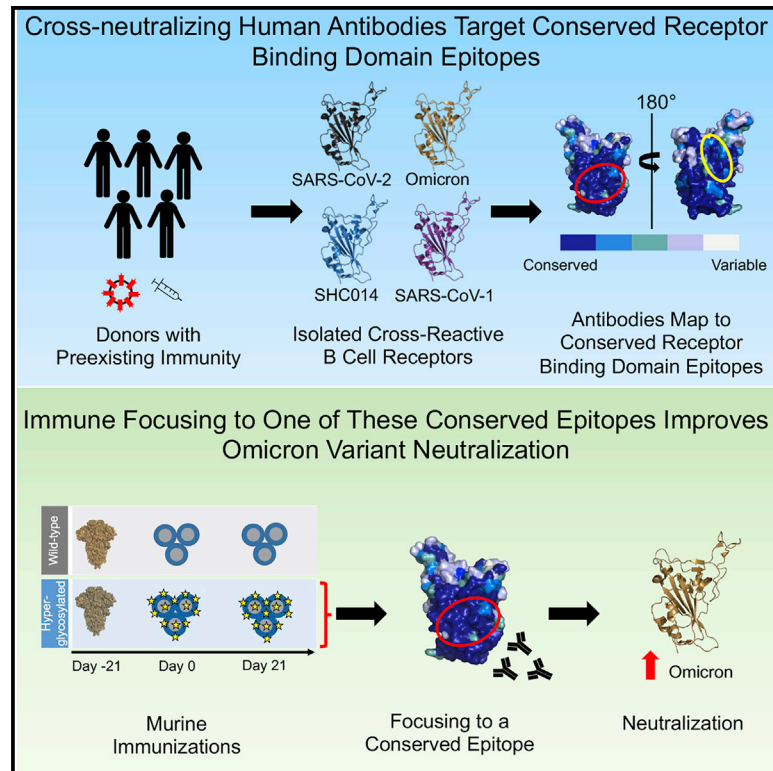 Cross-neutralizing Human Antibodies Target Conserved Receptor
Binding Domain Epitopes
180°
SARS-CoV-2
Omicron
SHC014
SARS-CoV-1
Conserved
Variable
Donors with
Preexisting Immunity
Isolated Cross-Reactive
B Cell Receptors
Antibodies Map to
Conserved Receptor
Binding Domain Epitopes
Immune Focusing to One of These Conserved Epitopes Improves
Omicron Variant Neutralization
Wild-type
Hyper-
glycosylated
Day -21
Day 0
Day 21
Omicron
Murine
Immunizations
Focusing to a
Conserved Epitope
Neutralization